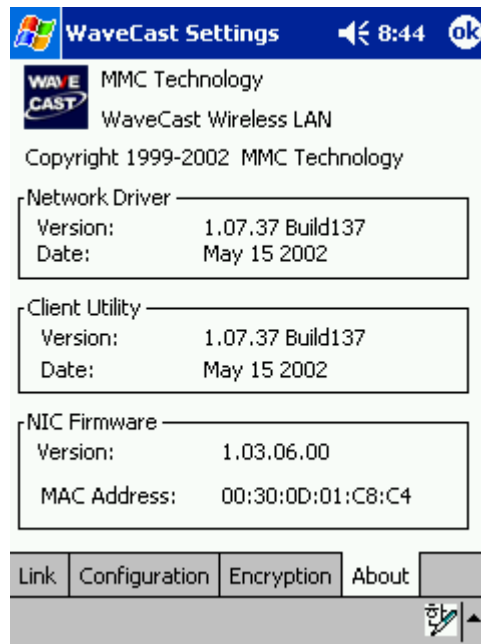 WaveCast Settings 8:44 ok
WAVE
CAST
MMC Technology
WaveCast Wireless LAN
Copyright 1999-2002 MMC Technology
Network Driver
Version: 1.07.37 Build137
Date: May 15 2002
Client Utility
Version: 1.07.37 Build137
Date: May 15 2002
NIC Firmware
Version: 1.03.06.00
MAC Address: 00:30:0D:01:C8:C4
Link Configuration Encryption About
한